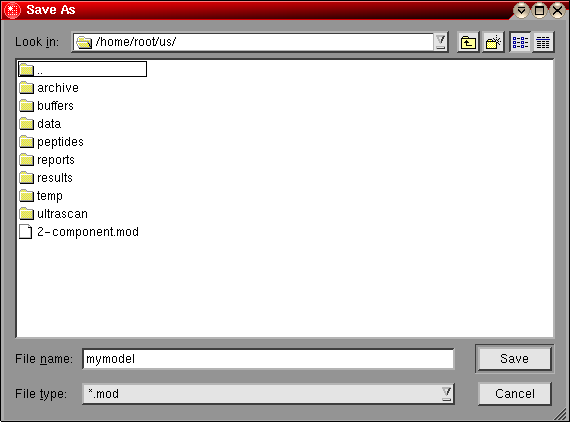 Save As
Look in: /home/root/us/
..
archive
buffers
data
peptides
reports
results
temp
ultrascan
2-component.mod
File name: mymodel Save
File type: *.mod Cancel